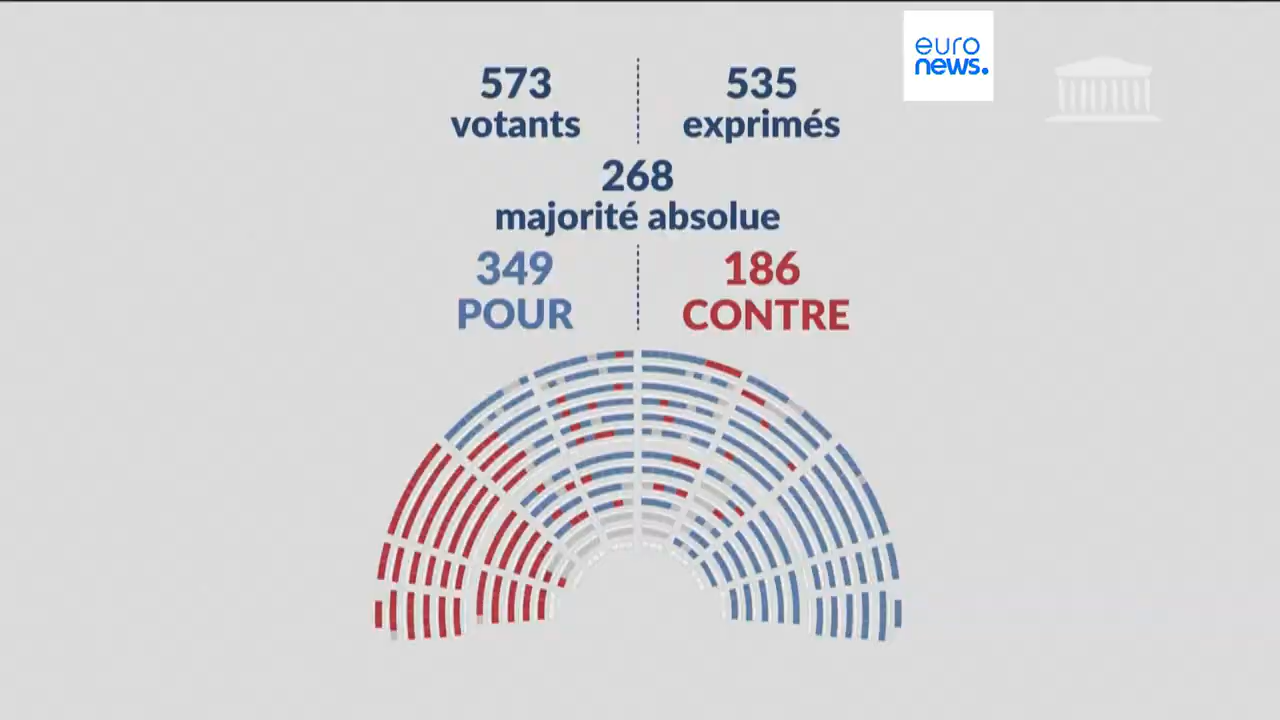 euro
news.
573
votants
535
exprimés
268
majorité absolue
349
POUR
186
CONTRE